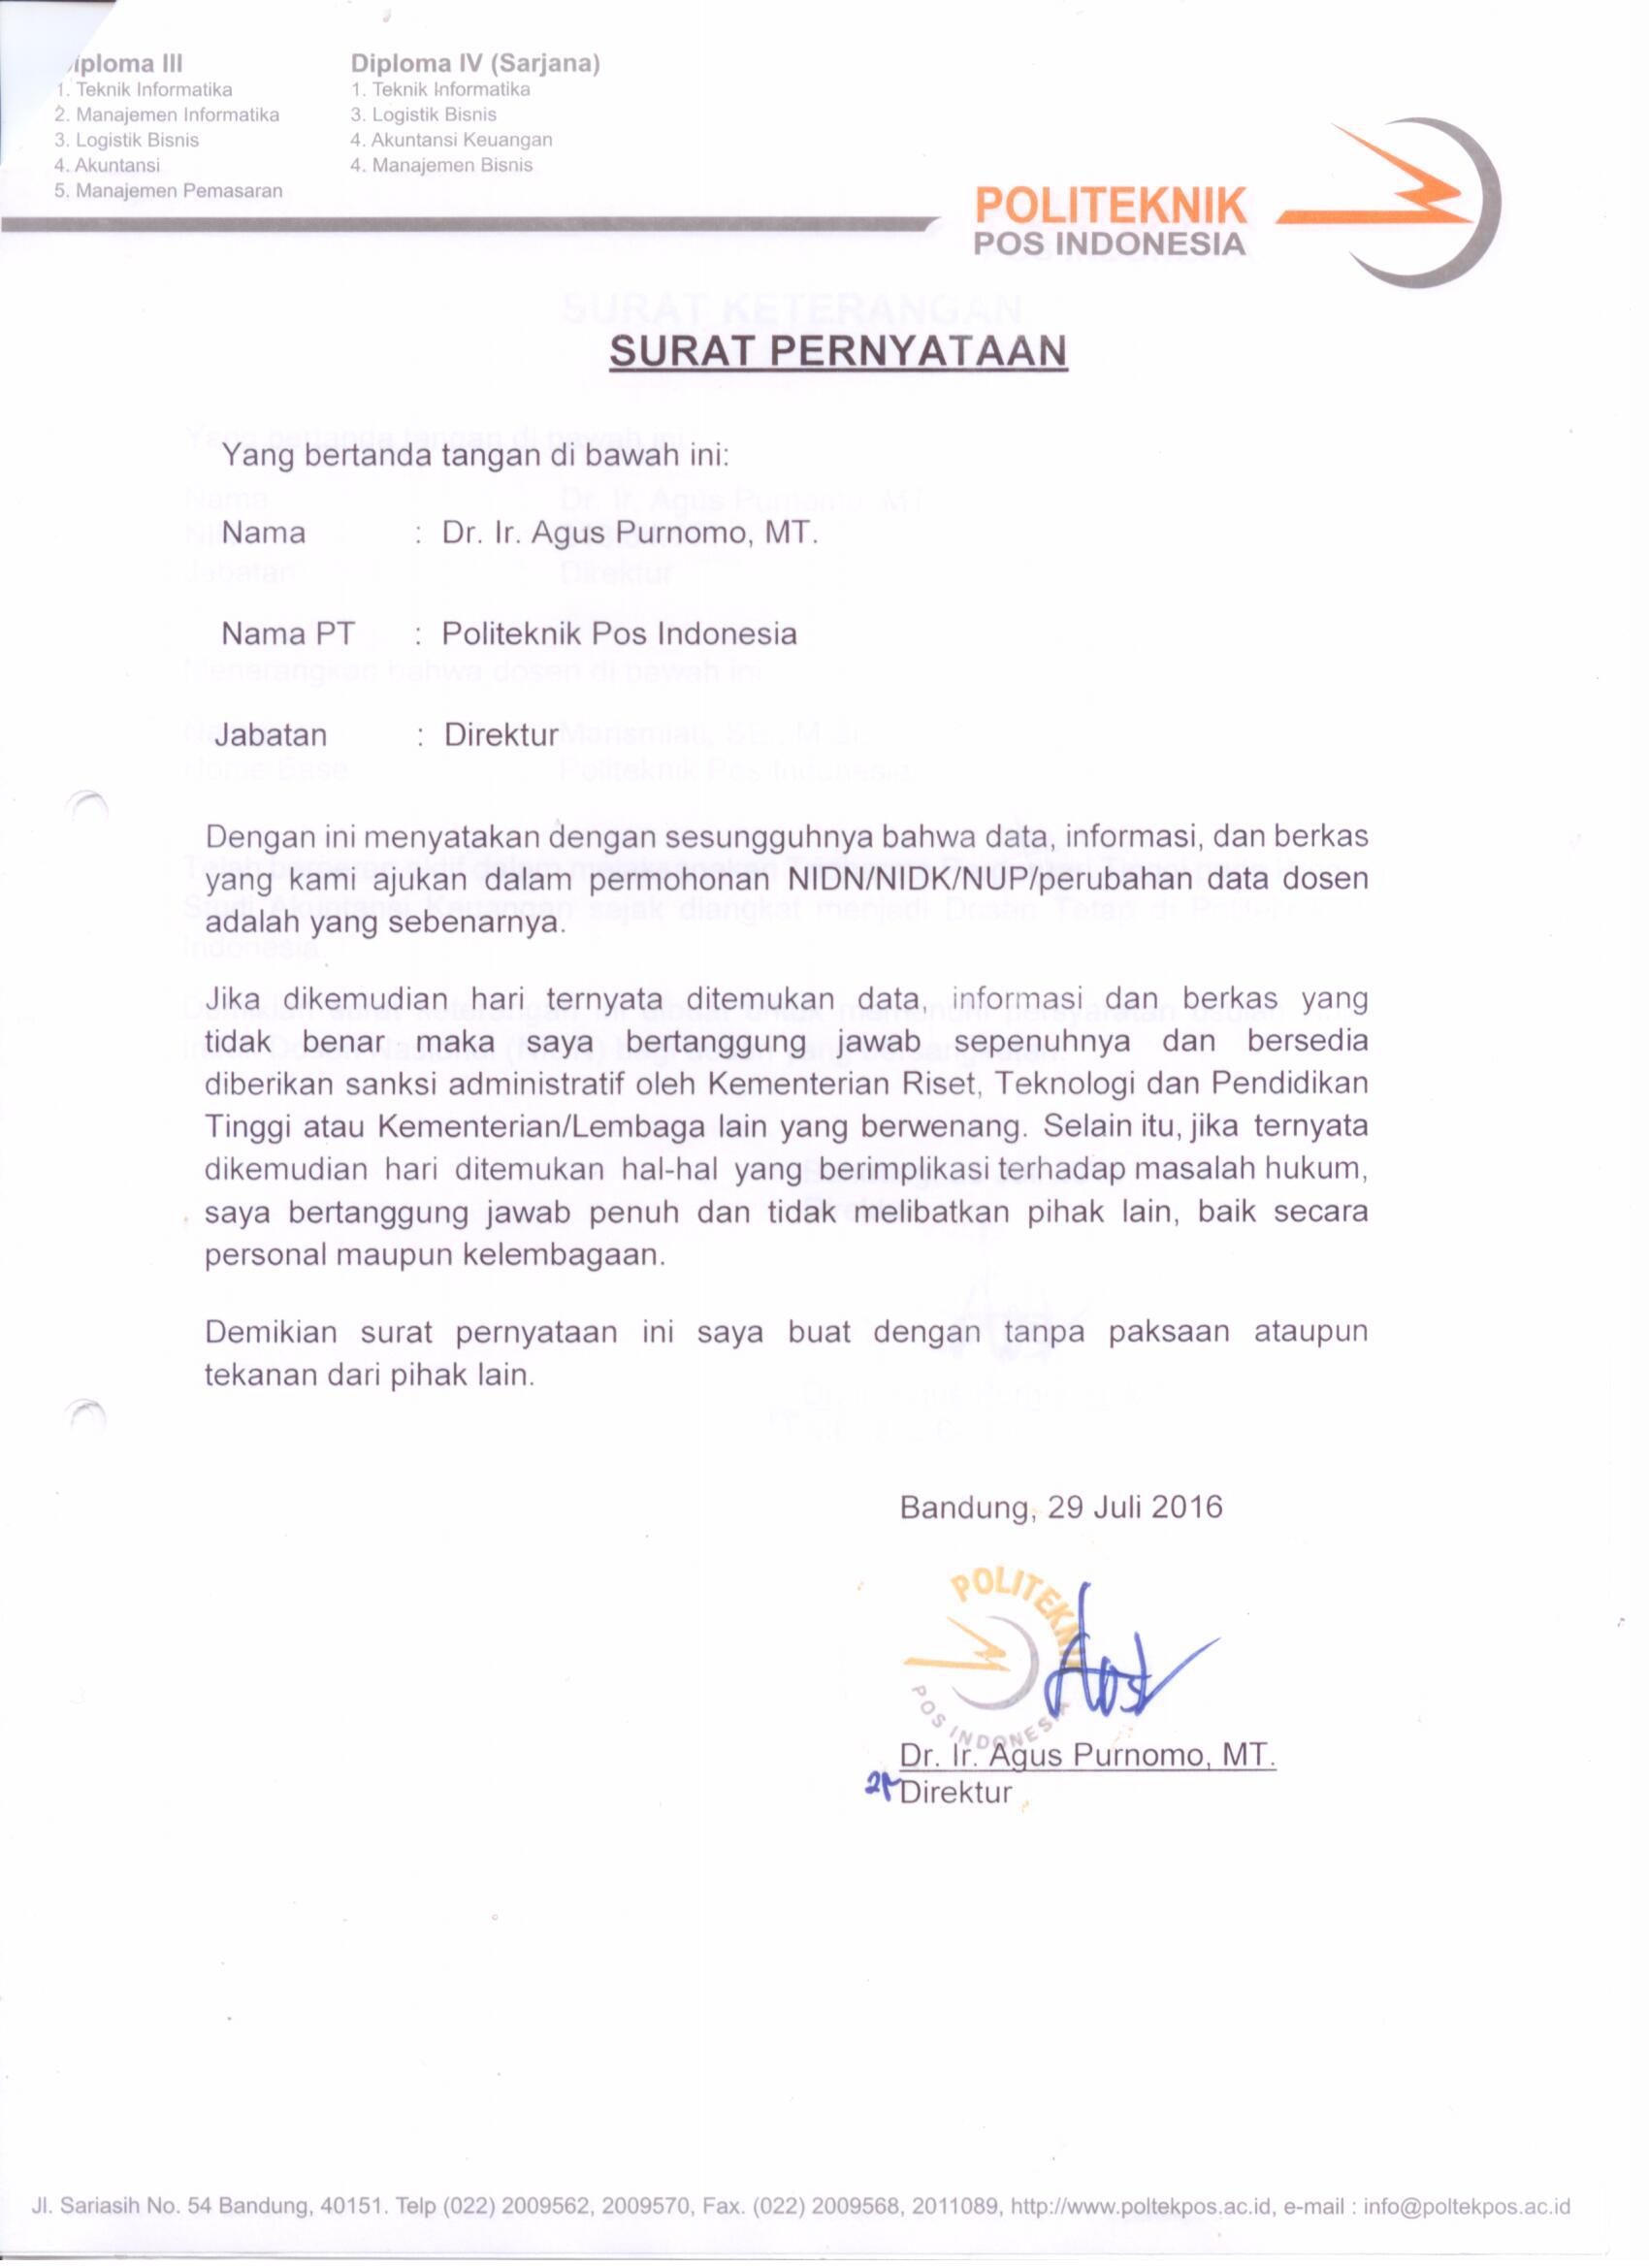 Diploma III
1. Teknik Informatika
2. Manajemen Informatika
3. Logistik Bisnis
4. Akuntansi
5. Manajemen Pemasaran
Diploma IV (Sarjana)
1. Teknik Informatika
3. Logistik Bisnis
4. Akuntansi Keuangan
4. Manajemen Bisnis
POLITEKNIK
POS INDONESIA
SURAT KETERANGAN
SURAT PERNYATAAN
Yang bertanda tangan di bawah ini:
Nama : Dr. Ir. Agus Purnomo, MT.
Nama PT : Politeknik Pos Indonesia
Jabatan : Direktur
Dengan ini menyatakan dengan sesungguhnya bahwa data, informasi, dan berkas
yang kami ajukan dalam permohonan NIDN/NIDK/NUP/perubahan data dosen
adalah yang sebenarnya.
Jika dikemudian hari ternyata ditemukan data, informasi dan berkas yang
tidak benar maka saya bertanggung jawab sepenuhnya dan bersedia
diberikan sanksi administratif oleh Kementerian Riset, Teknologi dan Pendidikan
Tinggi atau Kementerian/Lembaga lain yang berwenang. Selain itu, jika ternyata
dikemudian hari ditemukan hal-hal yang berimplikasi terhadap masalah hukum,
saya bertanggung jawab penuh dan tidak melibatkan pihak lain, baik secara
personal maupun kelembagaan.
Demikian surat pernyataan ini saya buat dengan tanpa paksaan ataupun
tekanan dari pihak lain.
Bandung, 29 Juli 2016
POLITEKNIK
POS INDONESIA
Dr. Ir. Agus Purnomo, MT.
Direktur
Jl. Sariasih No. 54 Bandung, 40151. Telp (022) 2009562, 2009570, Fax. (022) 2009568, 2011089, http://www.poltekpos.ac.id, e-mail : info@poltekpos.ac.id